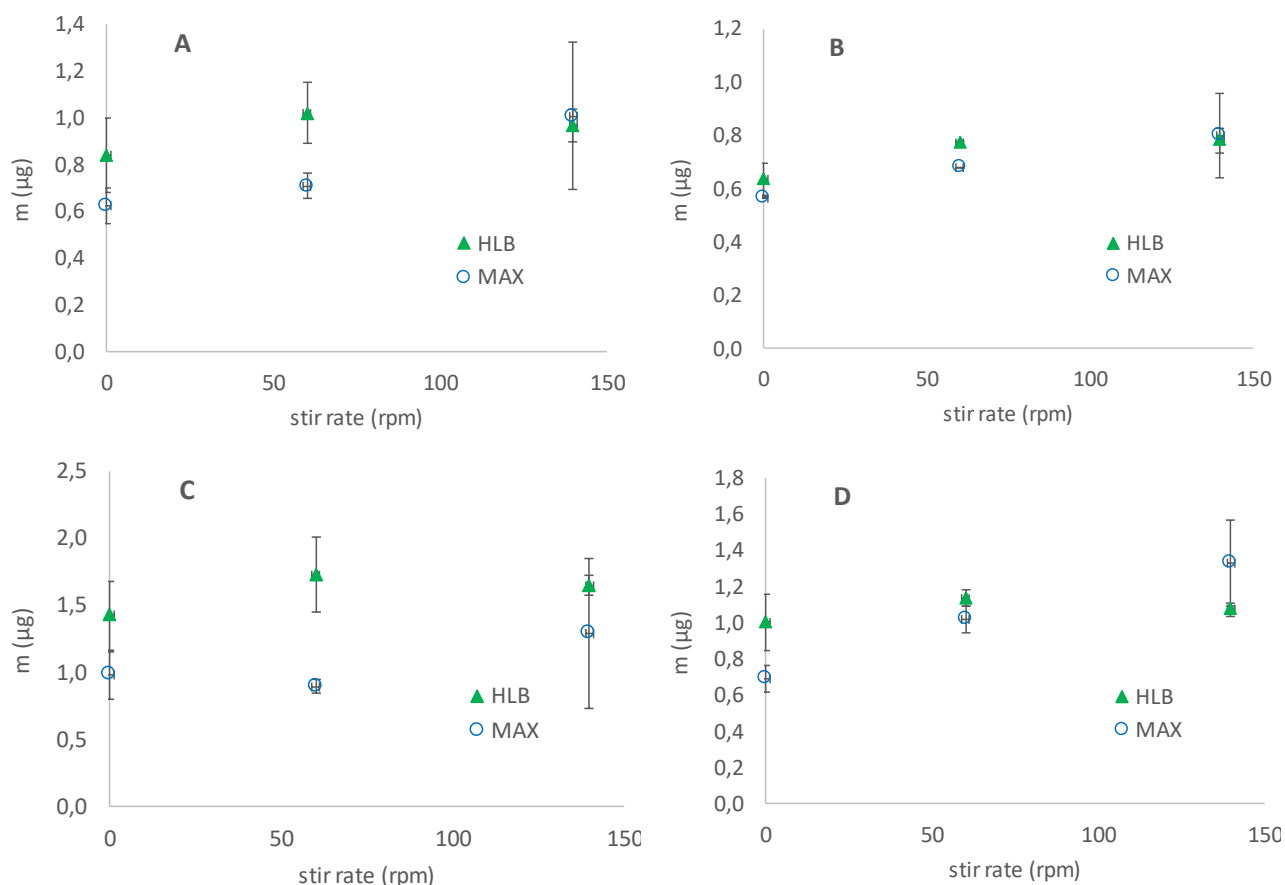 A
1,4
1,2
1,0
0,8
0,6
0,4
0,2
0,0
m (µg)
HLB
MAX
0 50 100 150
stir rate (rpm)
B
1,2
1,0
0,8
0,6
0,4
0,2
0,0
m (µg)
HLB
MAX
0 50 100 150
stir rate (rpm)
C
2,5
2,0
1,5
1,0
0,5
0,0
m (µg)
HLB
MAX
0 50 100 150
stir rate (rpm)
D
1,8
1,6
1,4
1,2
1,0
0,8
0,6
0,4
0,2
0,0
m (µg)
HLB
MAX
0 50 100 150
stir rate (rpm)